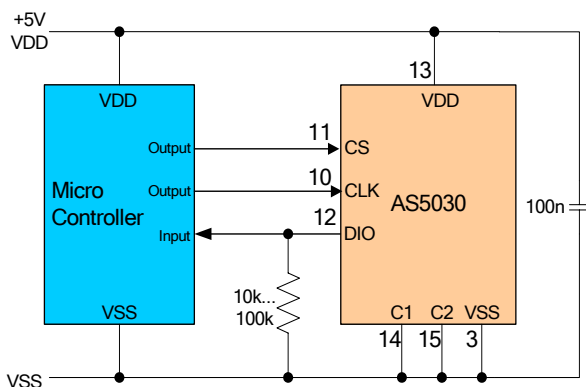 +5V
VDD
13
VDD
VDD
Output
11
CS
Micro
Controller
Output
10
CLK
AS5030
100n
Input
12
DIO
10k...
100k
VSS
C1
C2
VSS
14
15
3
VSS